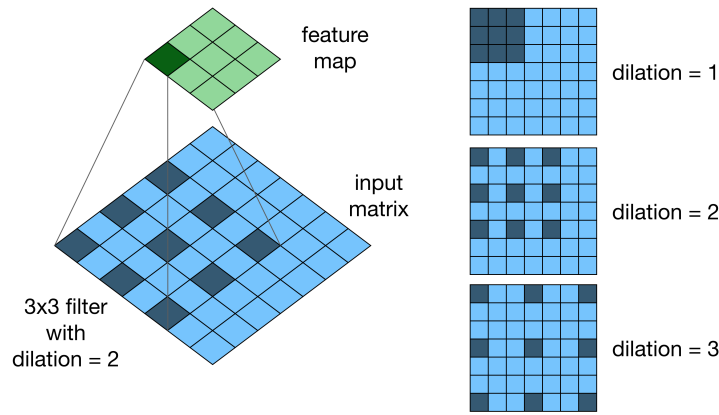 feature
map
input
matrix
3x3 filter
with
dilation = 2
dilation = 1
dilation = 2
dilation = 3